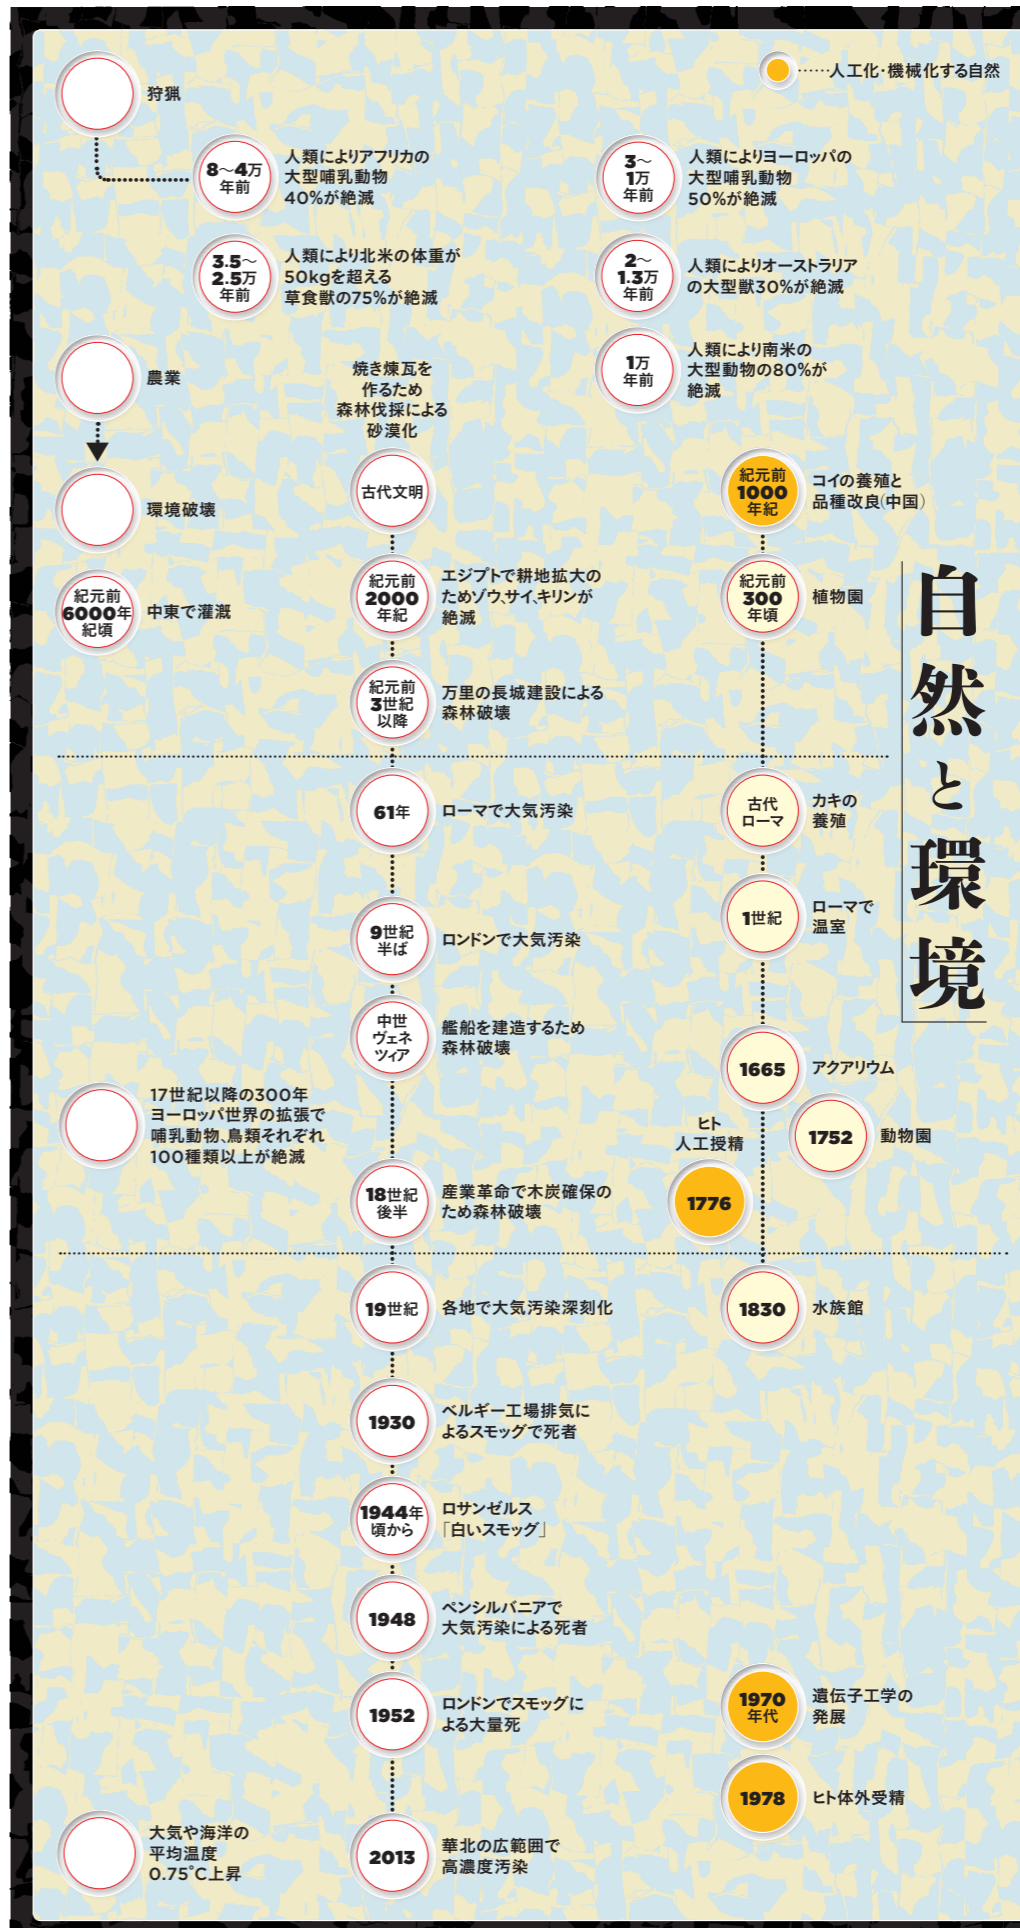 狩猟
……人工化・機械化する自然
8〜4万
年前
人類によりアフリカの
大型哺乳動物
40%が絶滅
3〜
1万
年前
人類によりヨーロッパの
大型哺乳動物
50%が絶滅
3.5〜
2.5万
年前
人類により北米の体重が
50kgを超える
草食獣の75%が絶滅
2〜
1.3万
年前
人類によりオーストラリア
の大型獣30%が絶滅
1万
年前
人類により南米の
大型動物の80%が
絶滅
農業
環境破壊
紀元前
6000年
紀頃
中東で灌漑
焼き煉瓦を
作るため
森林伐採による
砂漠化
古代文明
紀元前
2000
年紀
エジプトで耕地拡大の
ためゾウ、サイ、キリンが
絶滅
紀元前
3世紀
以降
万里の長城建設による
森林破壊
紀元前
1000
年紀
コイの養殖と
品種改良(中国)
紀元前
300
年頃
植物園
自然と環境
61年
ローマで大気汚染
9世紀
半ば
ロンドンで大気汚染
中世
ヴェネ
ツィア
艦船を建造するため
森林破壊
17世紀以降の300年
ヨーロッパ世界の拡張で
哺乳動物、鳥類それぞれ
100種類以上が絶滅
18世紀
後半
産業革命で木炭確保の
ため森林破壊
古代
ローマ
カキの
養殖
1世紀
ローマで
温室
1665
アクアリウム
1752
動物園
ヒト
人工授精
1776
19世紀
各地で大気汚染深刻化
1830
水族館
1930
ベルギー工場排気に
よるスモッグで死者
1944年
頃から
ロサンゼルス
「白いスモッグ」
1948
ペンシルバニアで
大気汚染による死者
1952
ロンドンでスモッグに
よる大量死
1970
年代
遺伝子工学の
発展
1978
ヒト体外受精
大気や海洋の
平均温度
0.75℃上昇
2013
華北の広範囲で
高濃度汚染